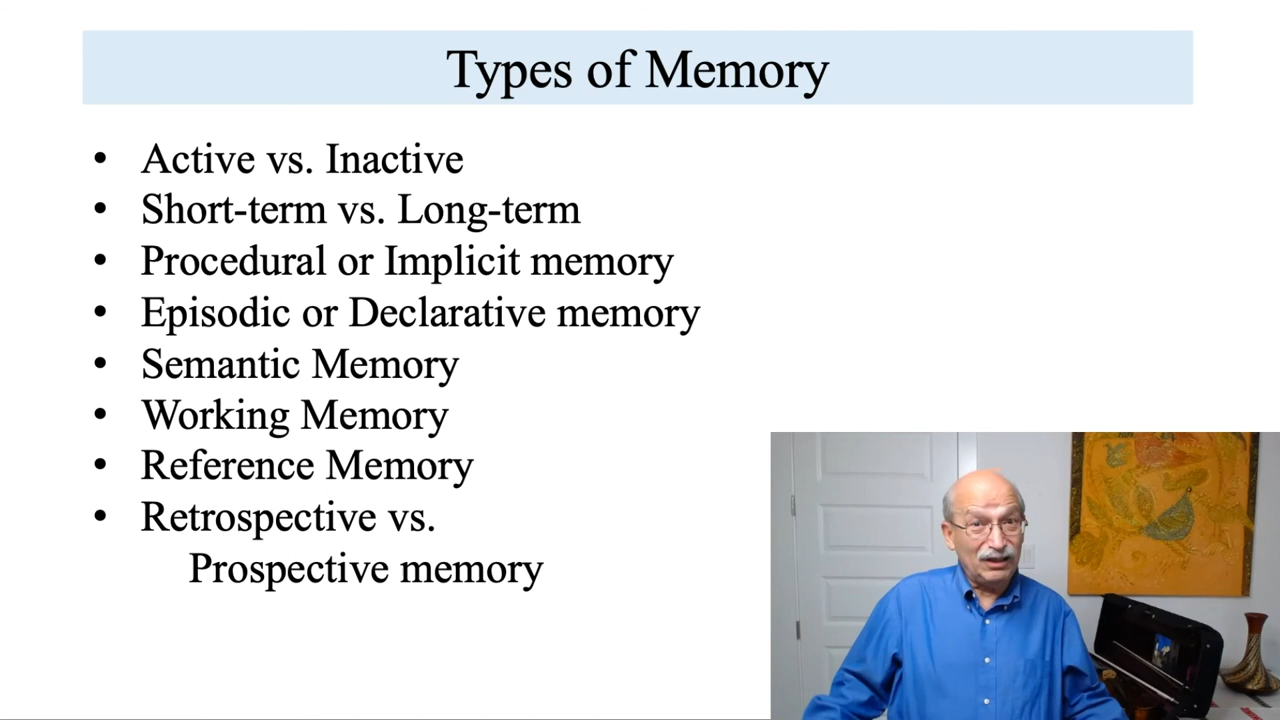 Types of Memory
• Active vs. Inactive
• Short-term vs. Long-term
• Procedural or Implicit memory
• Episodic or Declarative memory
• Semantic Memory
• Working Memory
• Reference Memory
• Retrospective vs.
Prospective memory